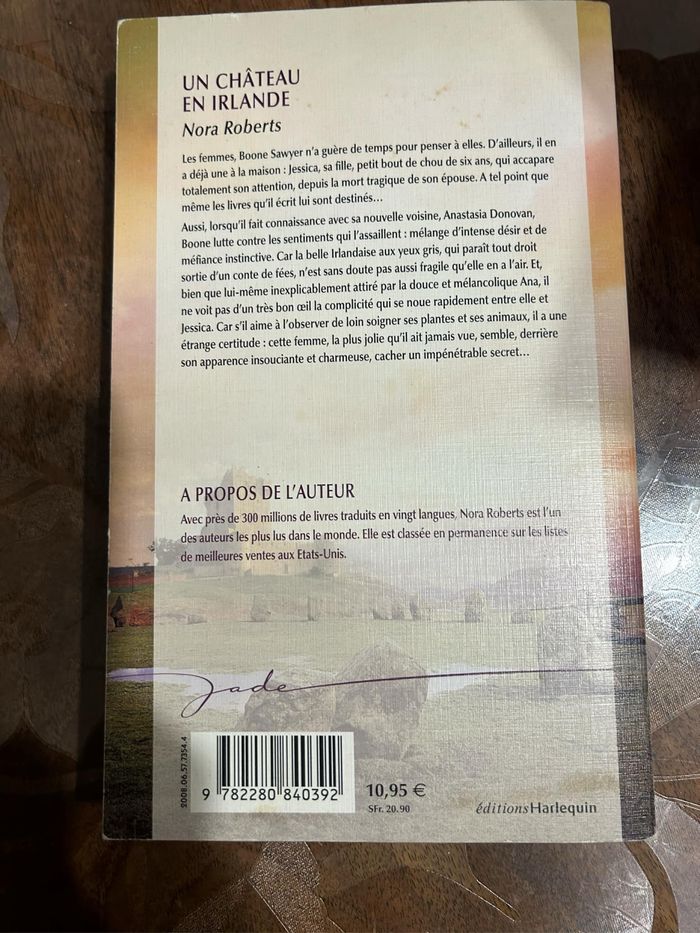 UN CHÂTEAU
EN IRLANDE
Nora Roberts
Les femmes, Boone Sawyer n'a guère de temps pour penser à elles. D'ailleurs, il en
a déjà une à la maison : Jessica, sa fille, petit bout de chou de six ans, qui accapare
totalement son attention, depuis la mort tragique de son épouse. A tel point que
même les livres qu'il écrit lui sont destinés…
Aussi, lorsqu'il fait connaissance avec sa nouvelle voisine, Anastasia Donovan,
Boone lutte contre les sentiments qui l'assaillent : mélange d'intense désir et de
méfiance instinctive. Car la belle Irlandaise aux yeux gris, qui paraît tout droit
sortie d'un conte de fées, n'est sans doute pas aussi fragile qu'elle en a l'air. Et,
bien que lui-même inexplicablement attiré par la douce et mélancolique Ana, il
ne voit pas d'un très bon œil la complicité qui se noue rapidement entre elle et
Jessica. Car s'il aime à l'observer de loin soigner ses plantes et ses animaux, il a une
étrange certitude : cette femme, la plus jolie qu'il ait jamais vue, semble, derrière
son apparence insouciante et charmeuse, cacher un impénétrable secret…
A PROPOS DE L'AUTEUR
Avec près de 300 millions de livres traduits en vingt langues, Nora Roberts est l'un
des auteurs les plus lus dans le monde. Elle est classée en permanence sur les listes
de meilleures ventes aux Etats-Unis.
Jade
2008.06.57.7354.4
9 782280 840392
10,95 €
SFr. 20.90
éditionsHarlequin